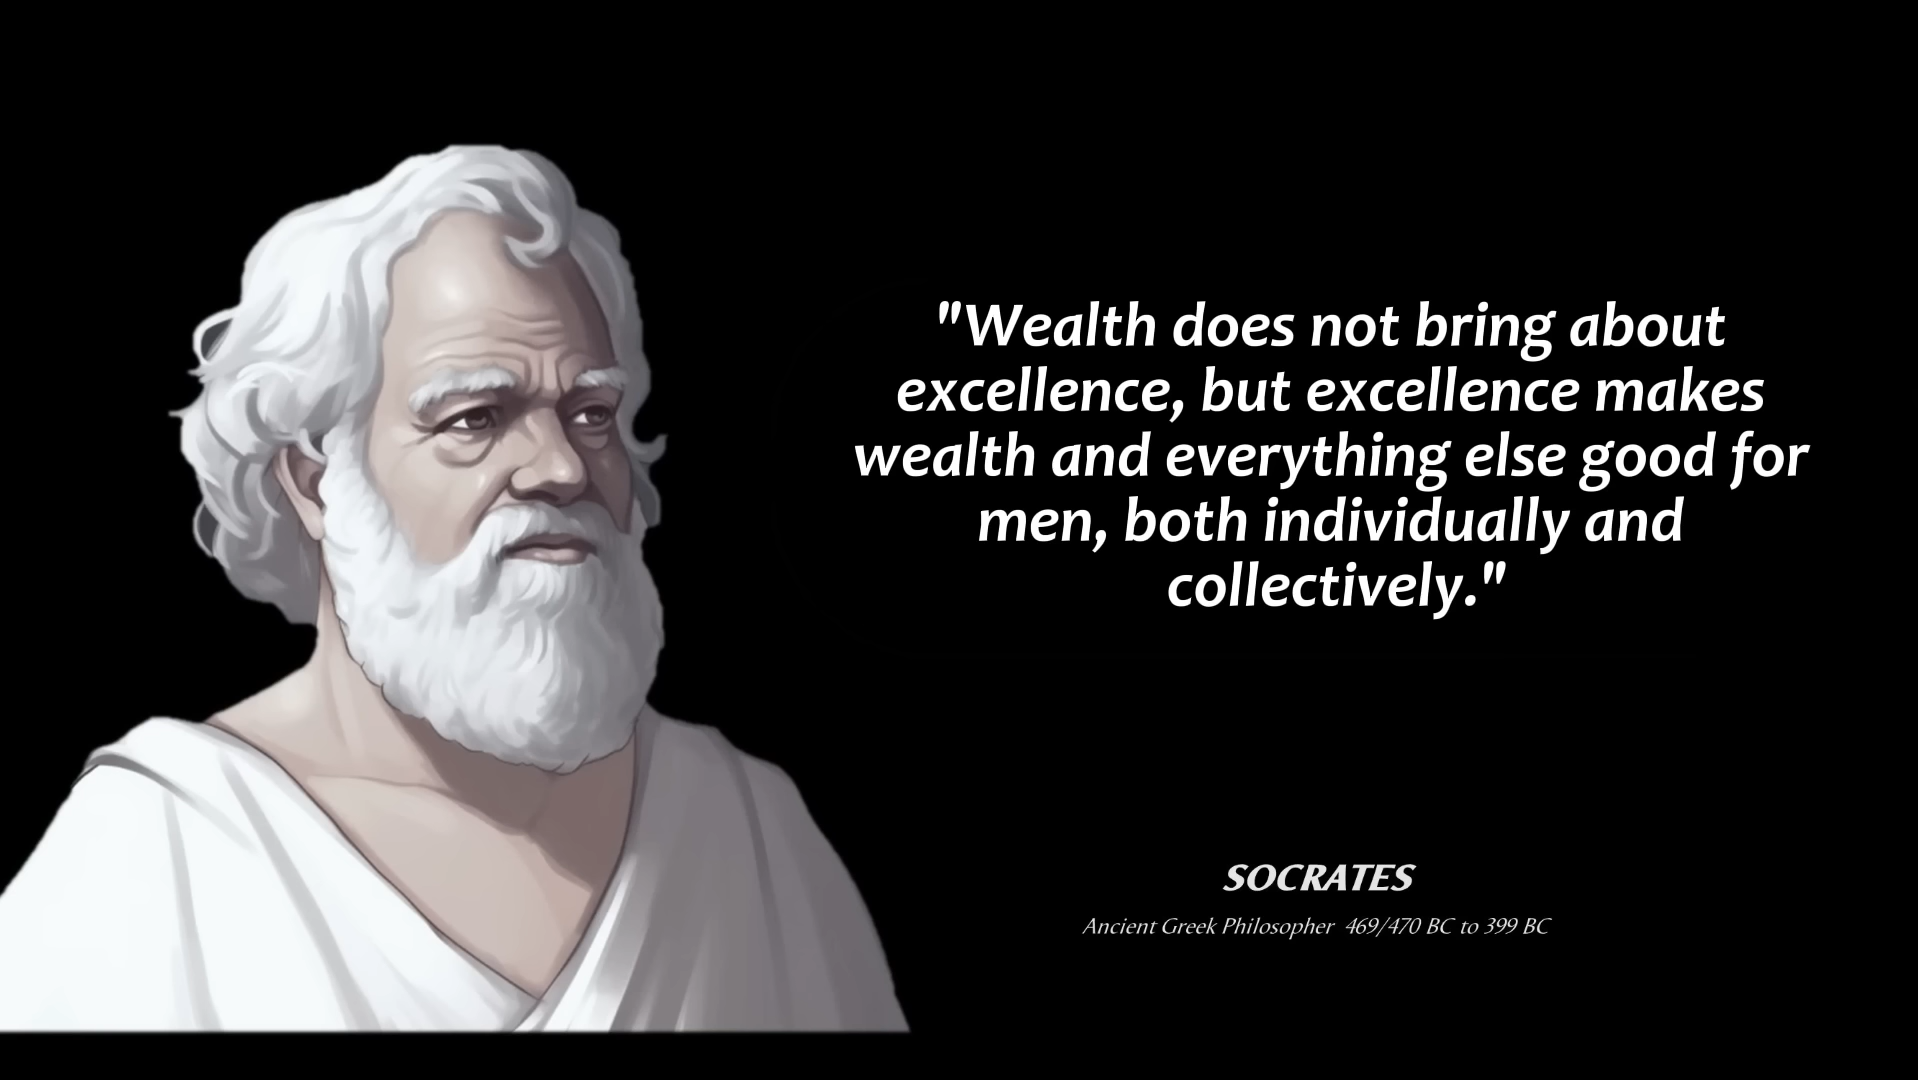 "Wealth does not bring about
excellence, but excellence makes
wealth and everything else good for
men, both individually and
collectively."
SOCRATES
Ancient Greek Philosopher 469/470 BC to 399 BC